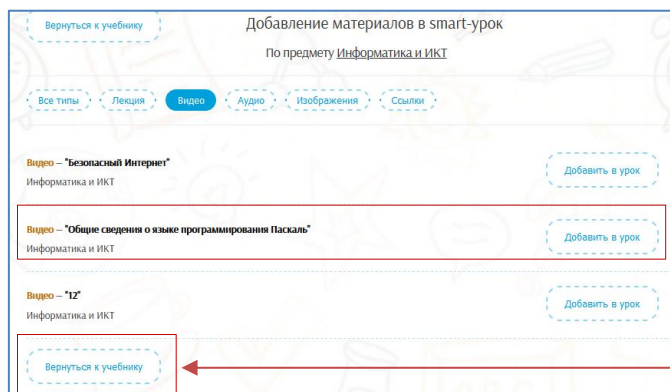 Вернуться к учебнику
Добавление материалов в smart-урок
По предмету Информатика и ИКТ
Все типы Лекция Видео Аудио Изображения Ссылки
Видео – "Безопасный Интернет"
Информатика и ИКТ
Добавить в урок
Видео – "Общие сведения о языке программирования Паскаль"
Информатика и ИКТ
Добавить в урок
Видео – "12"
Информатика и ИКТ
Добавить в урок
Вернуться к учебнику